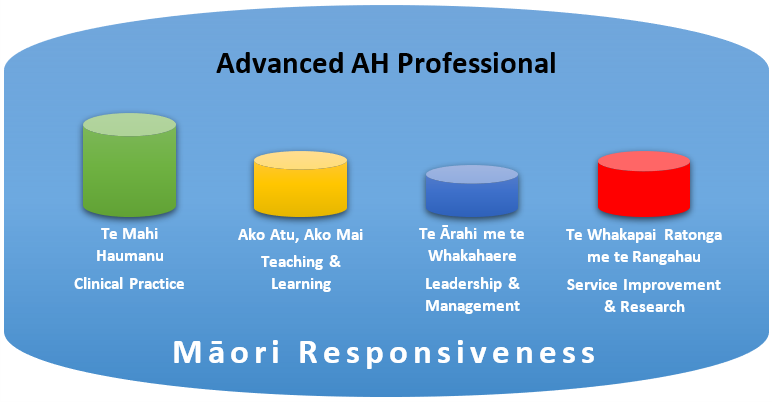 Advanced AH Professional
Te Mahi
Haumanu
Clinical Practice
Ako Atu, Ako Mai
Teaching &
Learning
Te Ārahi me te
Whakahaere
Leadership &
Management
Te Whakapai Ratonga
me te Rangahau
Service Improvement
& Research
Māori Responsiveness